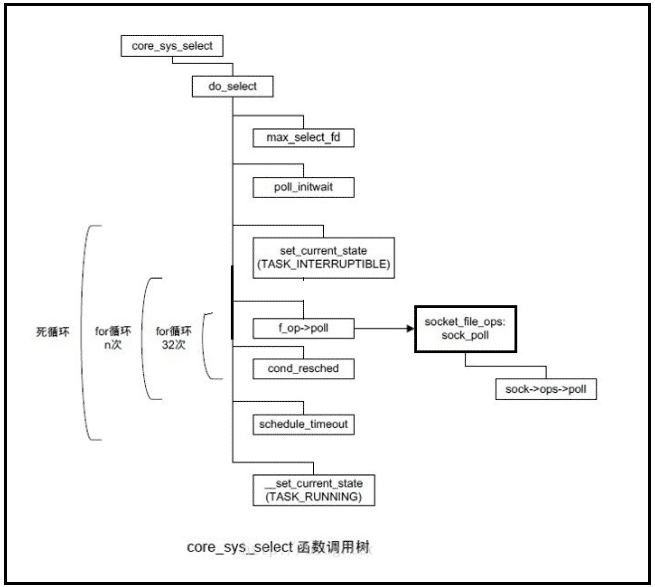 core_sys_select
do_select
max_select_fd
poll_initwait
set_current_state
(TASK_INTERRUPTIBLE)
死循环
for循环
n次
for循环
32次
f_op->poll
socket_file_ops:
sock_poll
cond_resched
sock->ops->poll
schedule_timeout
__set_current_state
(TASK_RUNNING)
core_sys_select 函数调用树